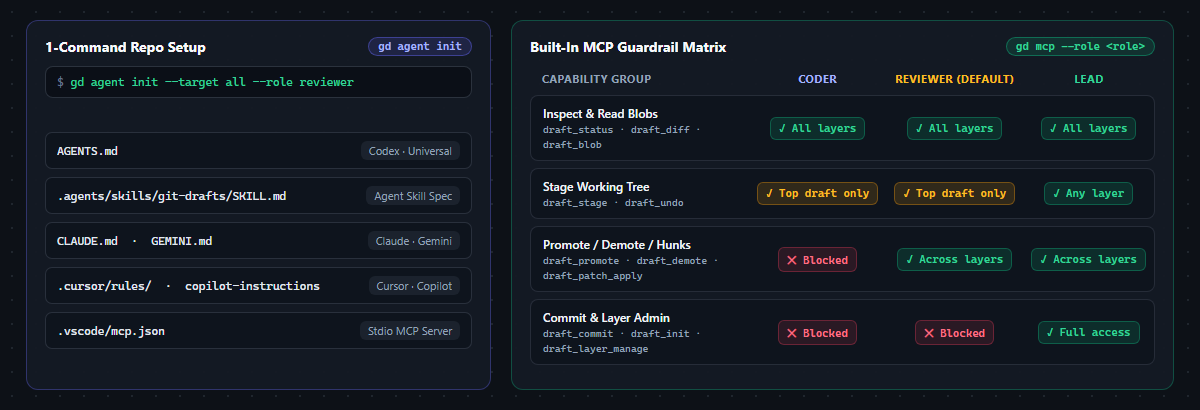 1-Command Repo Setup
gd agent init
$ gd agent init --target all --role reviewer
AGENTS.md
Codex · Universal
.agents/skills/git-drafts/SKILL.md
Agent Skill Spec
CLAUDE.md · GEMINI.md
Claude · Gemini
.cursor/rules/ · copilot-instructions
Cursor · Copilot
.vscode/mcp.json
Stdio MCP Server
Built-In MCP Guardrail Matrix
gd mcp --role <role>
CAPABILITY GROUP CODER REVIEWER (DEFAULT) LEAD
Inspect & Read Blobs
draft_status · draft_diff ·
draft_blob
✓ All layers ✓ All layers ✓ All layers
Stage Working Tree
draft_stage · draft_undo
✓ Top draft only ✓ Top draft only ✓ Any layer
Promote / Demote / Hunks
draft_promote · draft_demote ·
draft_patch_apply
✕ Blocked ✓ Across layers ✓ Across layers
Commit & Layer Admin
draft_commit · draft_init ·
draft_layer_manage
✕ Blocked ✕ Blocked ✓ Full access